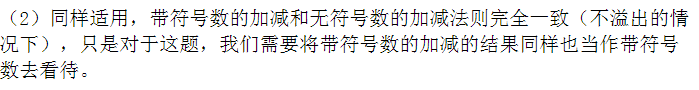 （2）同样适用，带符号数的加减和无符号数的加减法则完全一致（不溢出的情
况下），只是对于这题，我们需要将带符号数的加减的结果同样也当作带符号
数去看待。